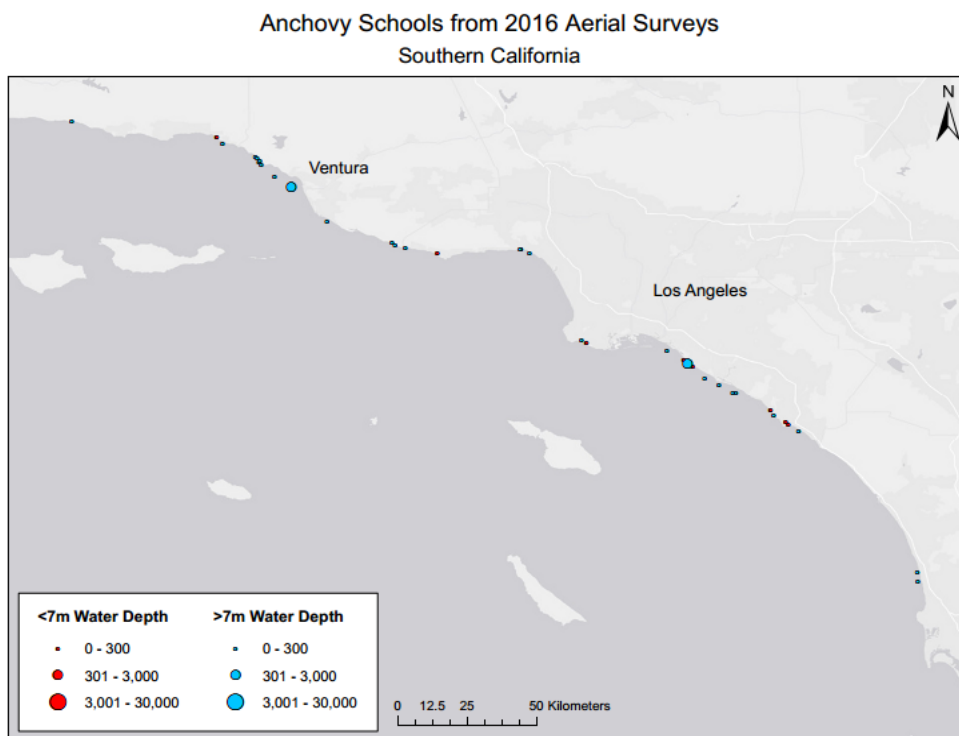 Anchovy Schools from 2016 Aerial Surveys
Southern California
N
Ventura
Los Angeles
<7m Water Depth >7m Water Depth
0 - 300 0 - 300
301 - 3,000 301 - 3,000
3,001 - 30,000 3,001 - 30,000
0 12.5 25 50 Kilometers